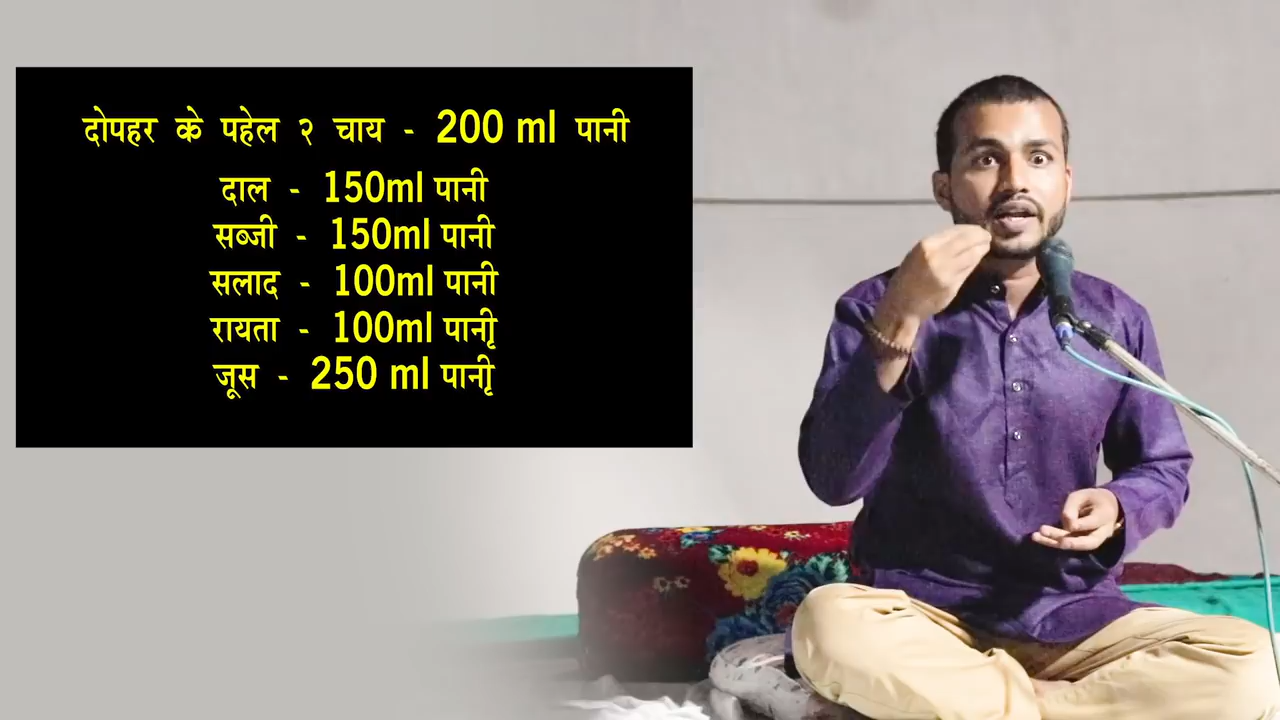 दोपहर के पहेल २ चाय - 200 ml पानी
दाल - 150ml पानी
सब्जी - 150ml पानी
सलाद - 100ml पानी
रायता - 100ml पानीृ
जूस - 250 ml पानीृ